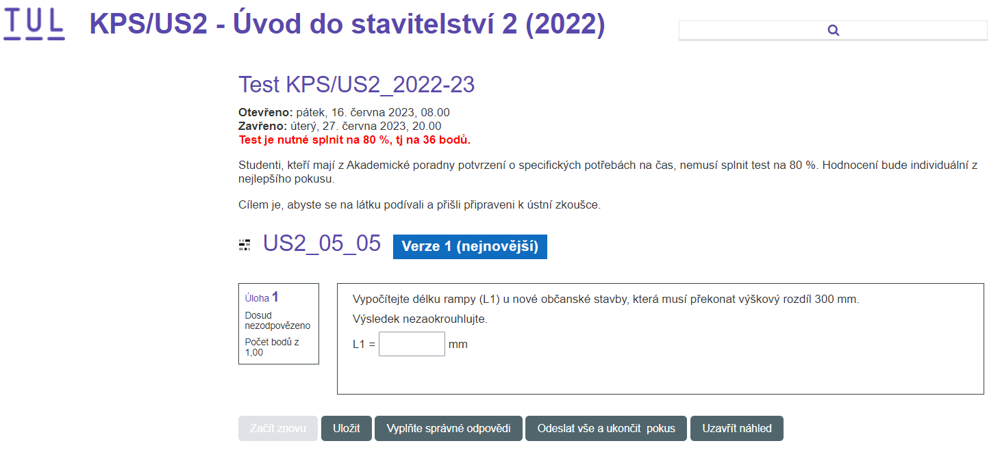 TUL
KPS/US2 - Úvod do stavitelství 2 (2022)
Test KPS/US2_2022-23
Otevřeno: pátek, 16. června 2023, 08.00
Zavřeno: úterý, 27. června 2023, 20.00
Test je nutné splnit na 80 %, tj na 36 bodů.
Studenti, kteří mají z Akademické poradny potvrzení o specifických potřebách na čas, nemusí splnit test na 80 %. Hodnocení bude individuální z
nejlepšího pokusu.
Cílem je, abyste se na látku podívali a přišli připraveni k ústní zkoušce.
US2_05_05 Verze 1 (nejnovější)
Úloha 1
Dosud
nezodpovězeno
Počet bodů z
1,00
Vypočítejte délku rampy (L1) u nové občanské stavby, která musí překonat výškový rozdíl 300 mm.
Výsledek nezaokrouhlujte.
L1 = mm
Začít znovu Uložit Vyplňte správné odpovědi Odeslat vše a ukončit pokus Uzavřít náhled